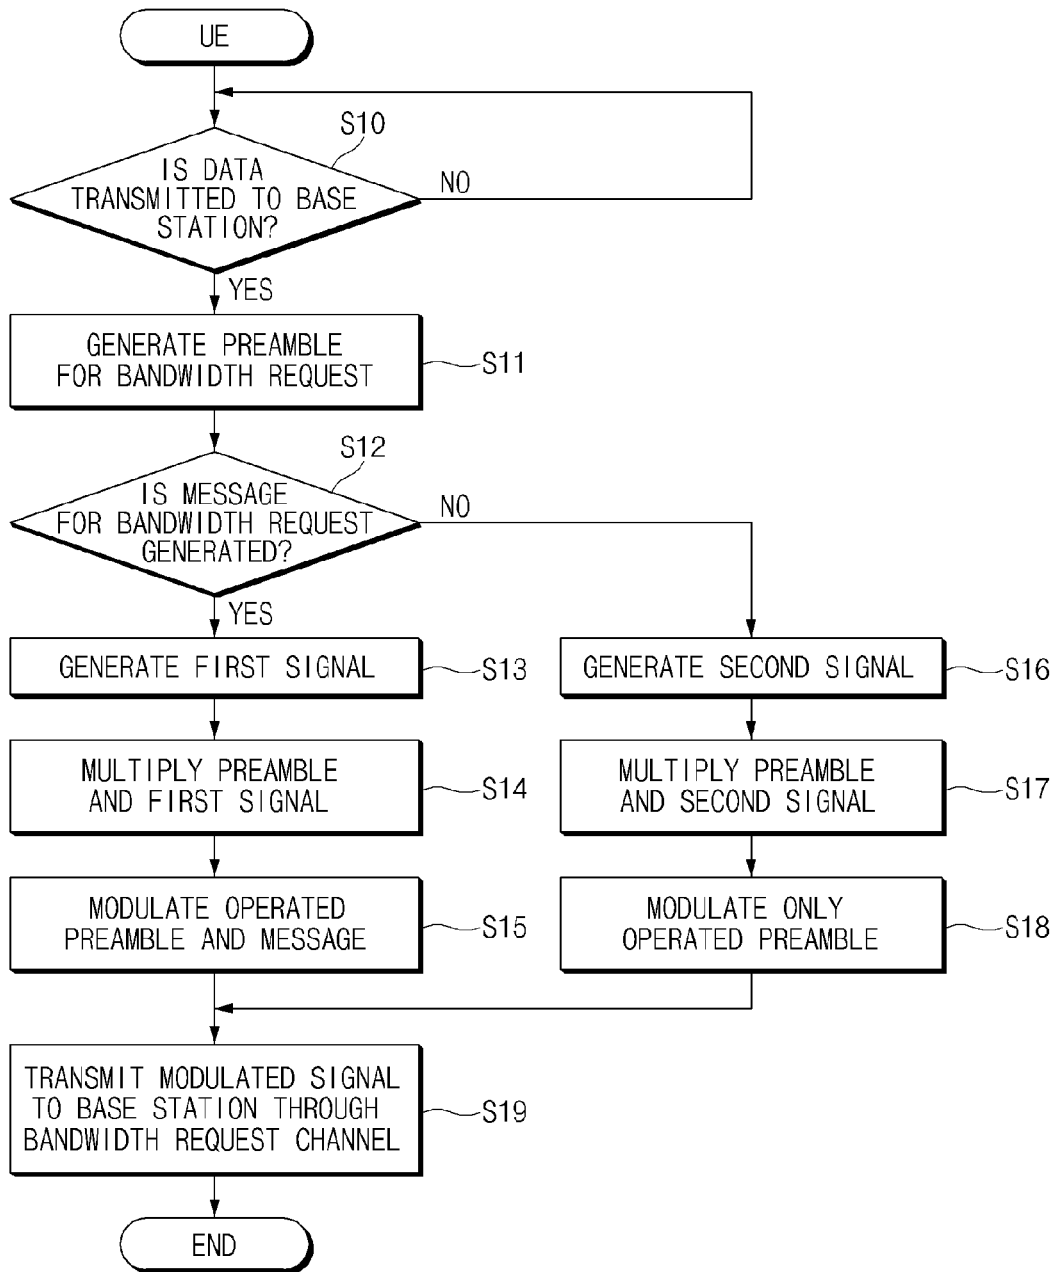 UE
S10
IS DATA
TRANSMITTED TO BASE
STATION?
NO
YES
GENERATE PREAMBLE
FOR BANDWIDTH REQUEST
S11
S12
IS MESSAGE
FOR BANDWIDTH REQUEST
GENERATED?
NO
YES
GENERATE FIRST SIGNAL
S13
GENERATE SECOND SIGNAL
S16
MULTIPLY PREAMBLE
AND FIRST SIGNAL
S14
MULTIPLY PREAMBLE
AND SECOND SIGNAL
S17
MODULATE OPERATED
PREAMBLE AND MESSAGE
S15
MODULATE ONLY
OPERATED PREAMBLE
S18
TRANSMIT MODULATED SIGNAL
TO BASE STATION THROUGH
BANDWIDTH REQUEST CHANNEL
S19
END